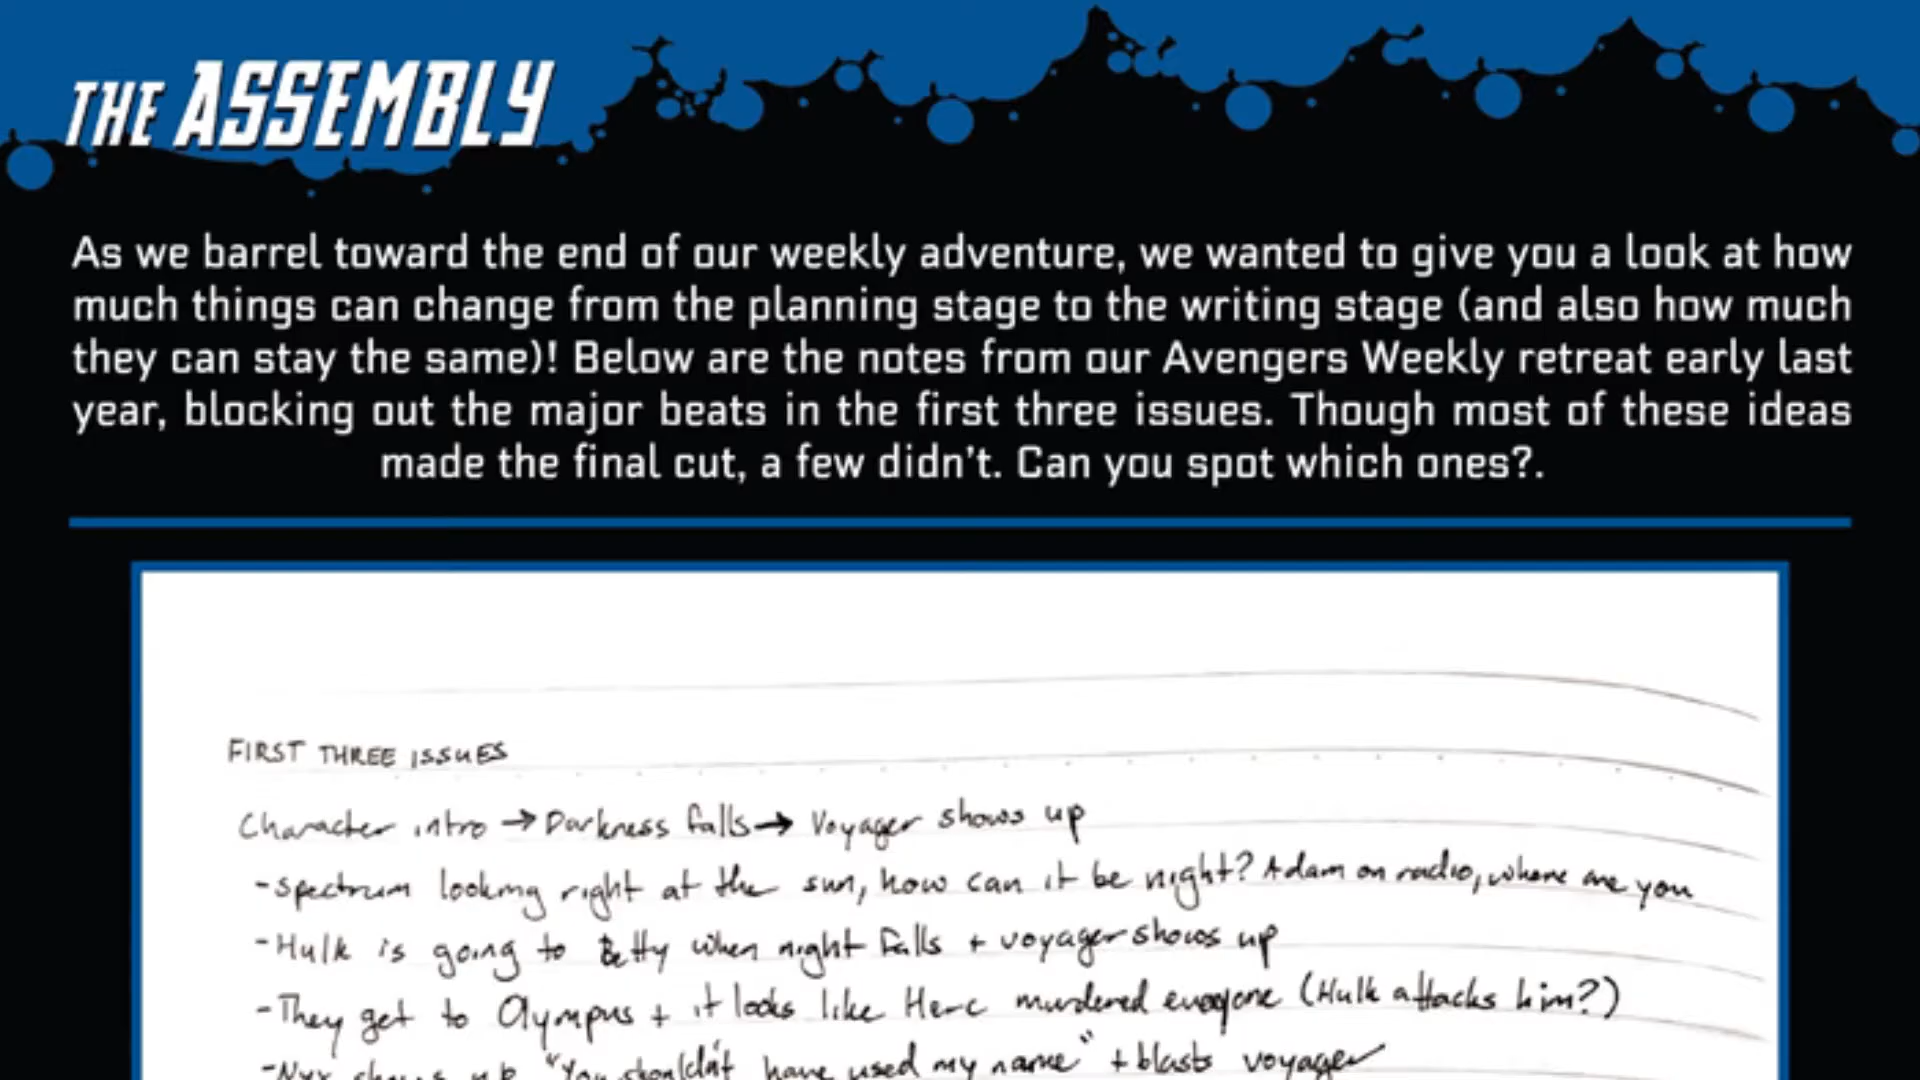 THE ASSEMBLY
As we barrel toward the end of our weekly adventure, we wanted to give you a look at how
much things can change from the planning stage to the writing stage (and also how much
they can stay the same)! Below are the notes from our Avengers Weekly retreat early last
year, blocking out the major beats in the first three issues. Though most of these ideas
made the final cut, a few didn't. Can you spot which ones?.
FIRST THREE ISSUES
Character intro → Darkness falls → Voyager shows up
-Spectrum looking right at the sun, how can it be night? Adam on radio, where are you
-Hulk is going to Betty when night falls + voyager shows up
-They get to Olympus + it looks like Herc murdered everyone (Hulk attacks him?)
-Nyx shows up "You shouldn't have used my name" + blasts voyager